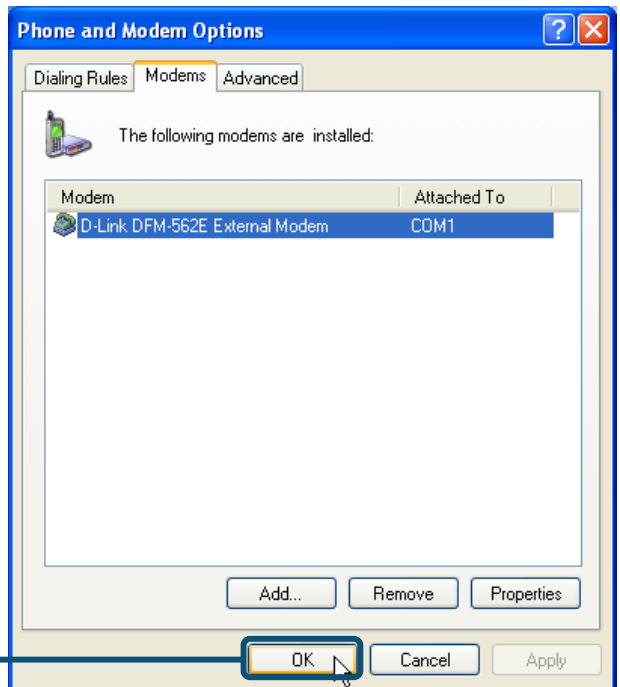 Phone and Modem Options
Dialing Rules Modems Advanced
The following modems are installed:
Modem Attached To
D-Link DFM-562E External Modem COM1
Add... Remove Properties
OK Cancel Apply